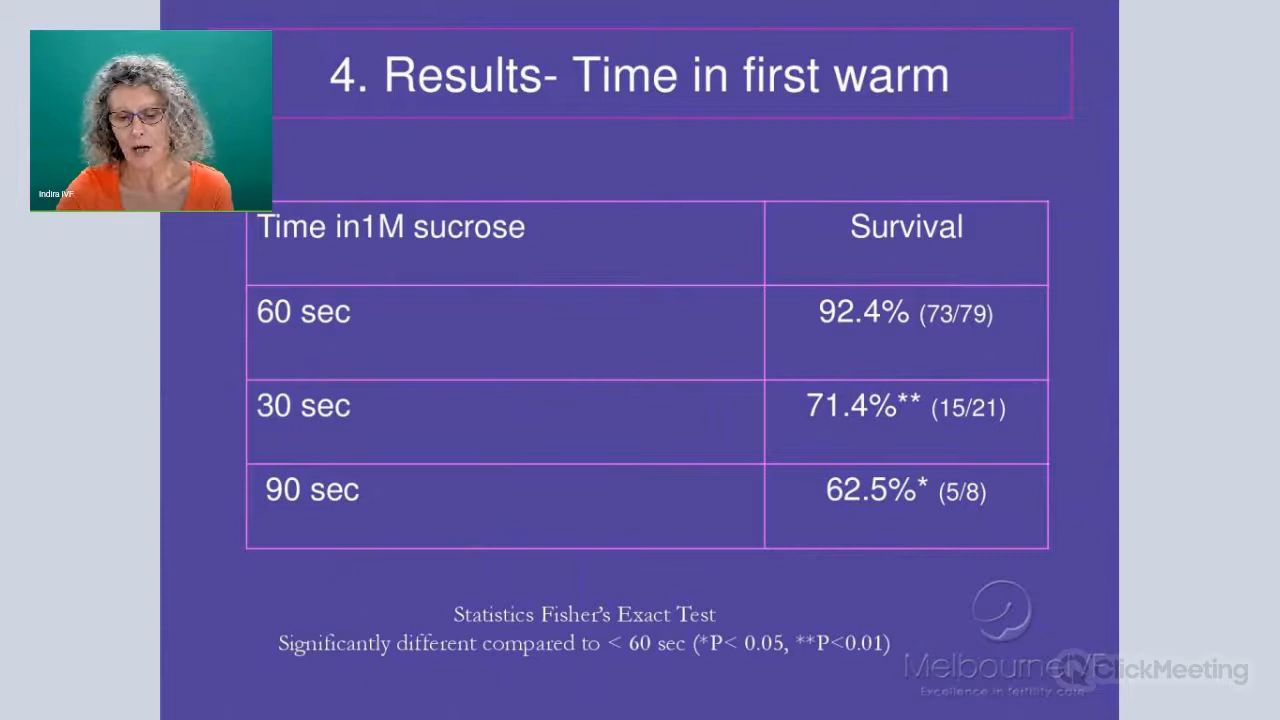 4. Results- Time in first warm
Indira IVF
Time in1M sucrose
Survival
60 sec
92.4% (73/79)
30 sec
71.4%** (15/21)
90 sec
62.5%* (5/8)
Statistics Fisher's Exact Test
Significantly different compared to < 60 sec (*P< 0.05, **P<0.01)
MelbourneIVF
ClickMeeting
Excellence in fertility care